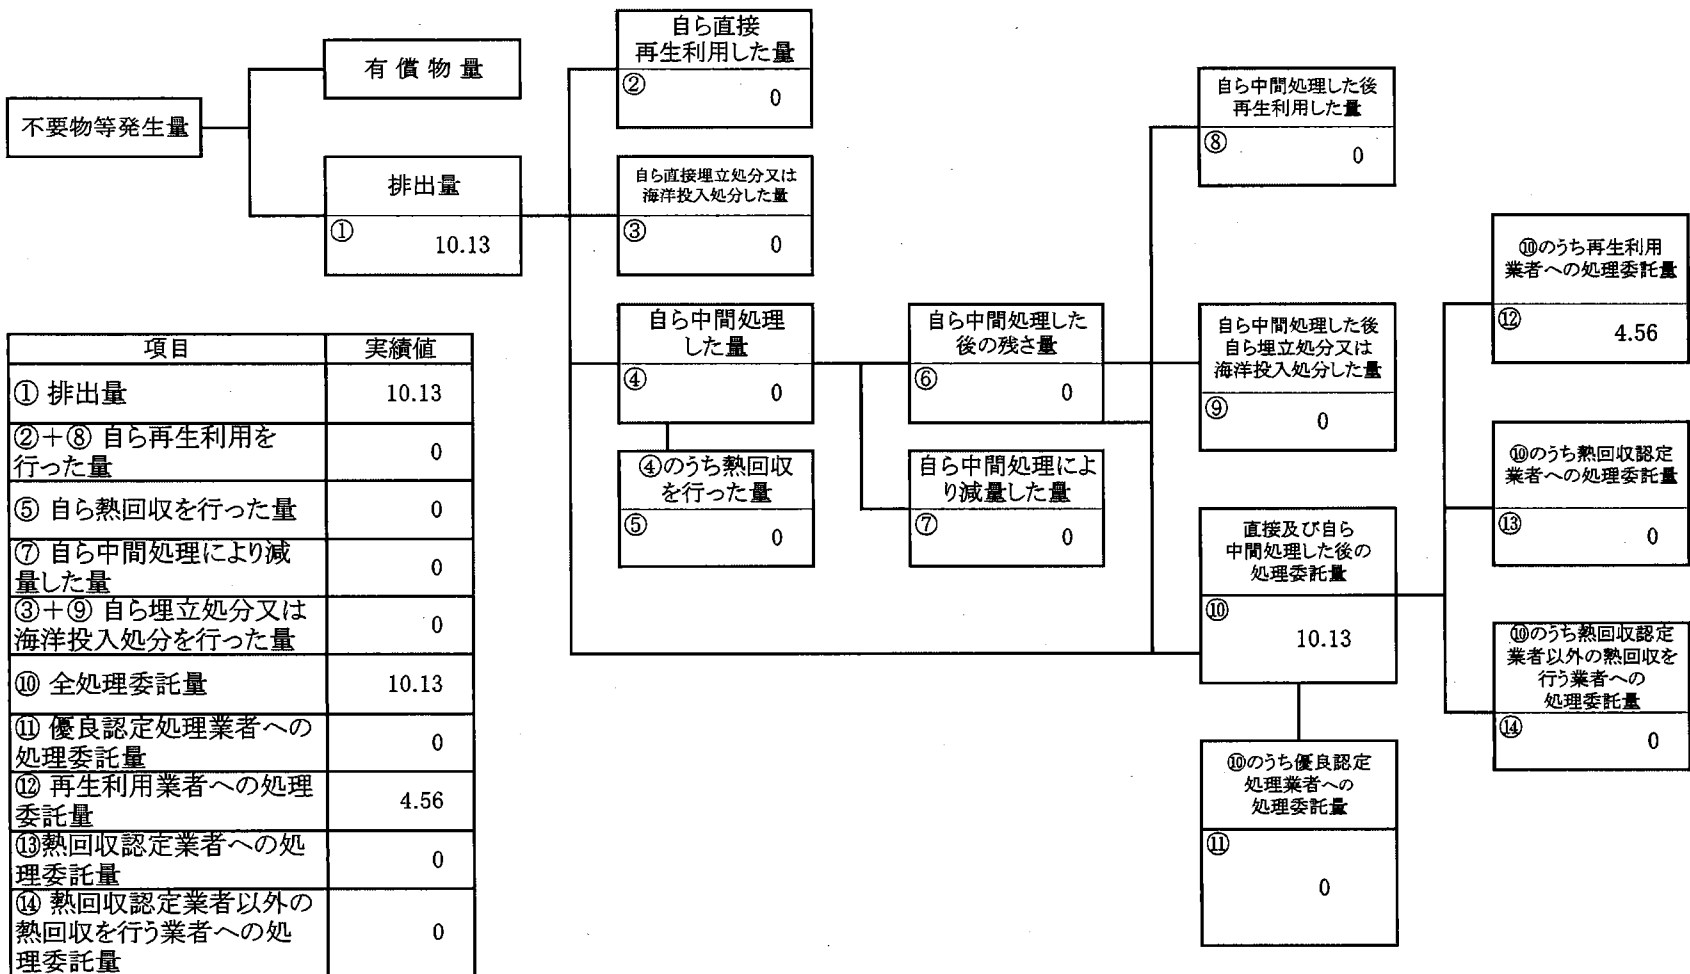 不要物等発生量
有償物量
排出量
①
10.13
自ら直接
再生利用した量
②
0
自ら直接埋立処分又は
海洋投入処分した量
③
0
自ら中間処理
した量
④
0
④のうち熱回収
を行った量
⑤
0
自ら中間処理した
後の残さ量
⑥
0
自ら中間処理によ
り減量した量
⑦
0
自ら中間処理した後
再生利用した量
⑧
0
自ら中間処理した後
自ら埋立処分又は
海洋投入処分した量
⑨
0
直接及び自ら
中間処理した後の
処理委託量
⑩
10.13
⑩のうち優良認定
処理業者への
処理委託量
⑪
0
⑩のうち再生利用
業者への処理委託量
⑫
4.56
⑩のうち熱回収認定
業者への処理委託量
⑬
0
⑩のうち熱回収認定
業者以外の熱回収を
行う業者への
処理委託量
⑭
0
項目 実績値
① 排出量 10.13
②+⑧ 自ら再生利用を
行った量 0
⑤ 自ら熱回収を行った量 0
⑦ 自ら中間処理により減
量した量 0
③+⑨ 自ら埋立処分又は
海洋投入処分を行った量 0
⑩ 全処理委託量 10.13
⑪ 優良認定処理業者への
処理委託量 0
⑫ 再生利用業者への処理
委託量 4.56
⑬熱回収認定業者への処
理委託量 0
⑭ 熱回収認定業者以外の
熱回収を行う業者への処
理委託量 0